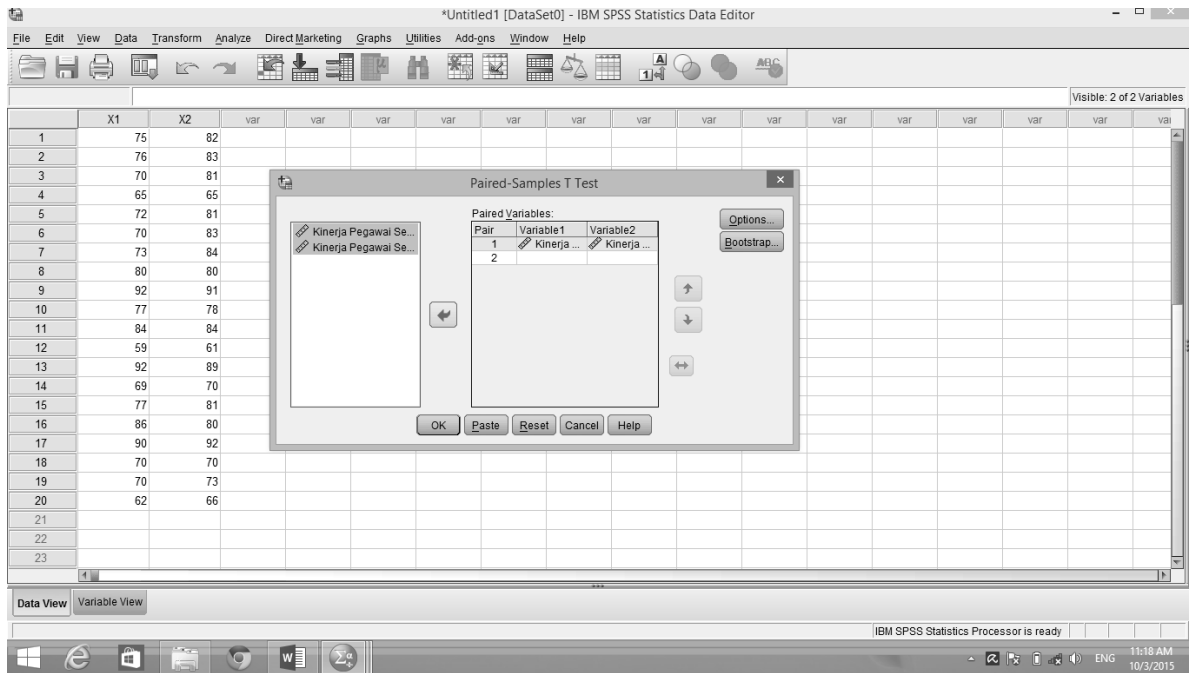 *Untitled1 [DataSet0] - IBM SPSS Statistics Data Editor
File Edit View Data Transform Analyze Direct Marketing Graphs Utilities Add-ons Window Help
Visible: 2 of 2 Variables
X1 X2 var var var var var var var var var var var var var var var
1 75 82
2 76 83
3 70 81
4 65 65
5 72 81
6 70 83
7 73 84
8 80 80
9 92 91
10 77 78
11 84 84
12 59 61
13 92 89
14 69 70
15 77 81
16 86 80
17 90 92
18 70 70
19 70 73
20 62 66
21
22
23
Paired-Samples T Test
Kinerja Pegawai Se...
Kinerja Pegawai Se...
Paired Variables:
Pair Variable1 Variable2
1 Kinerja ... Kinerja ...
2
Options...
Bootstrap...
OK Paste Reset Cancel Help
Data View Variable View
IBM SPSS Statistics Processor is ready
ENG 11:18 AM
10/3/2015